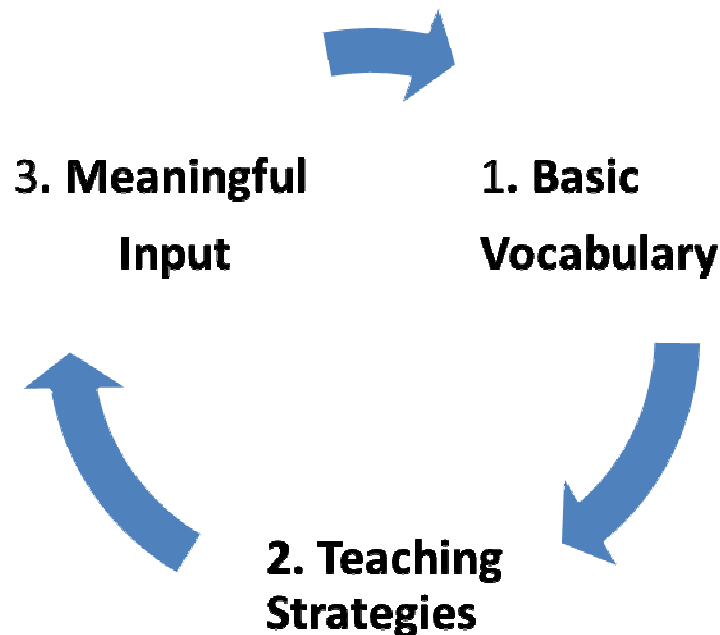 3. Meaningful
Input
1. Basic
Vocabulary
2. Teaching
Strategies